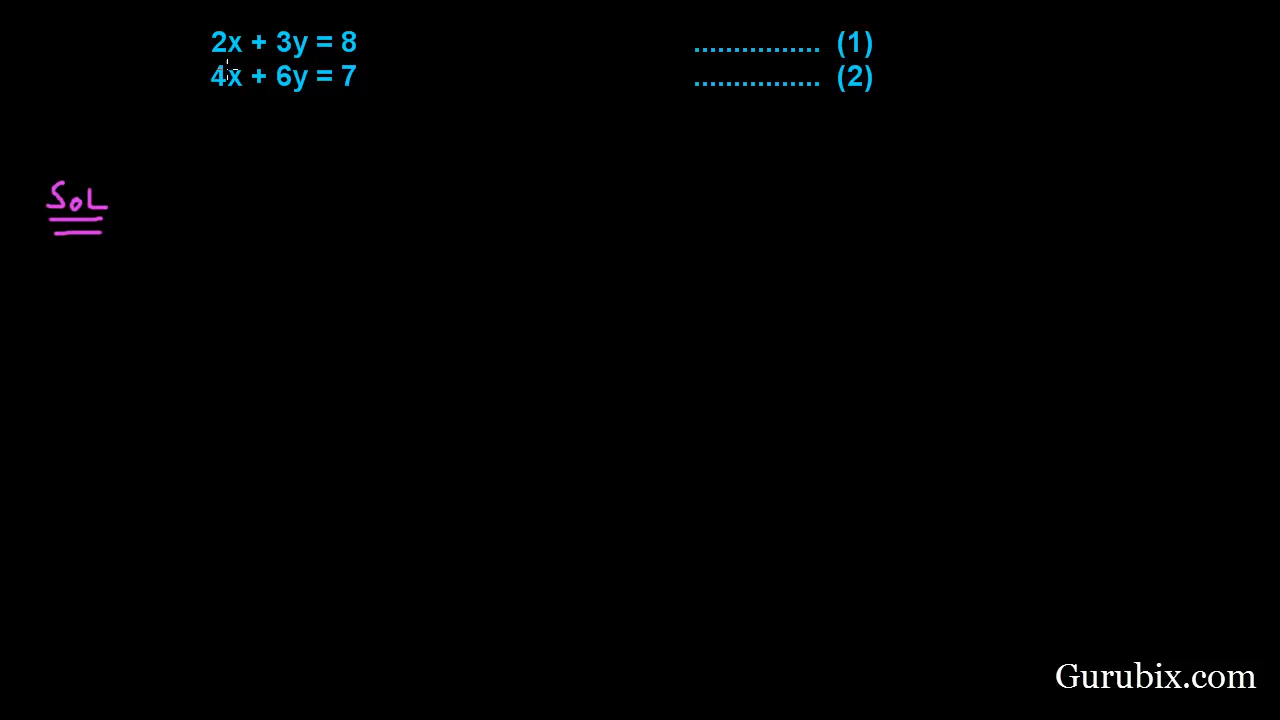 2x + 3y = 8 ................ (1)
4x + 6y = 7 ................ (2)
SoL
Gurubix.com